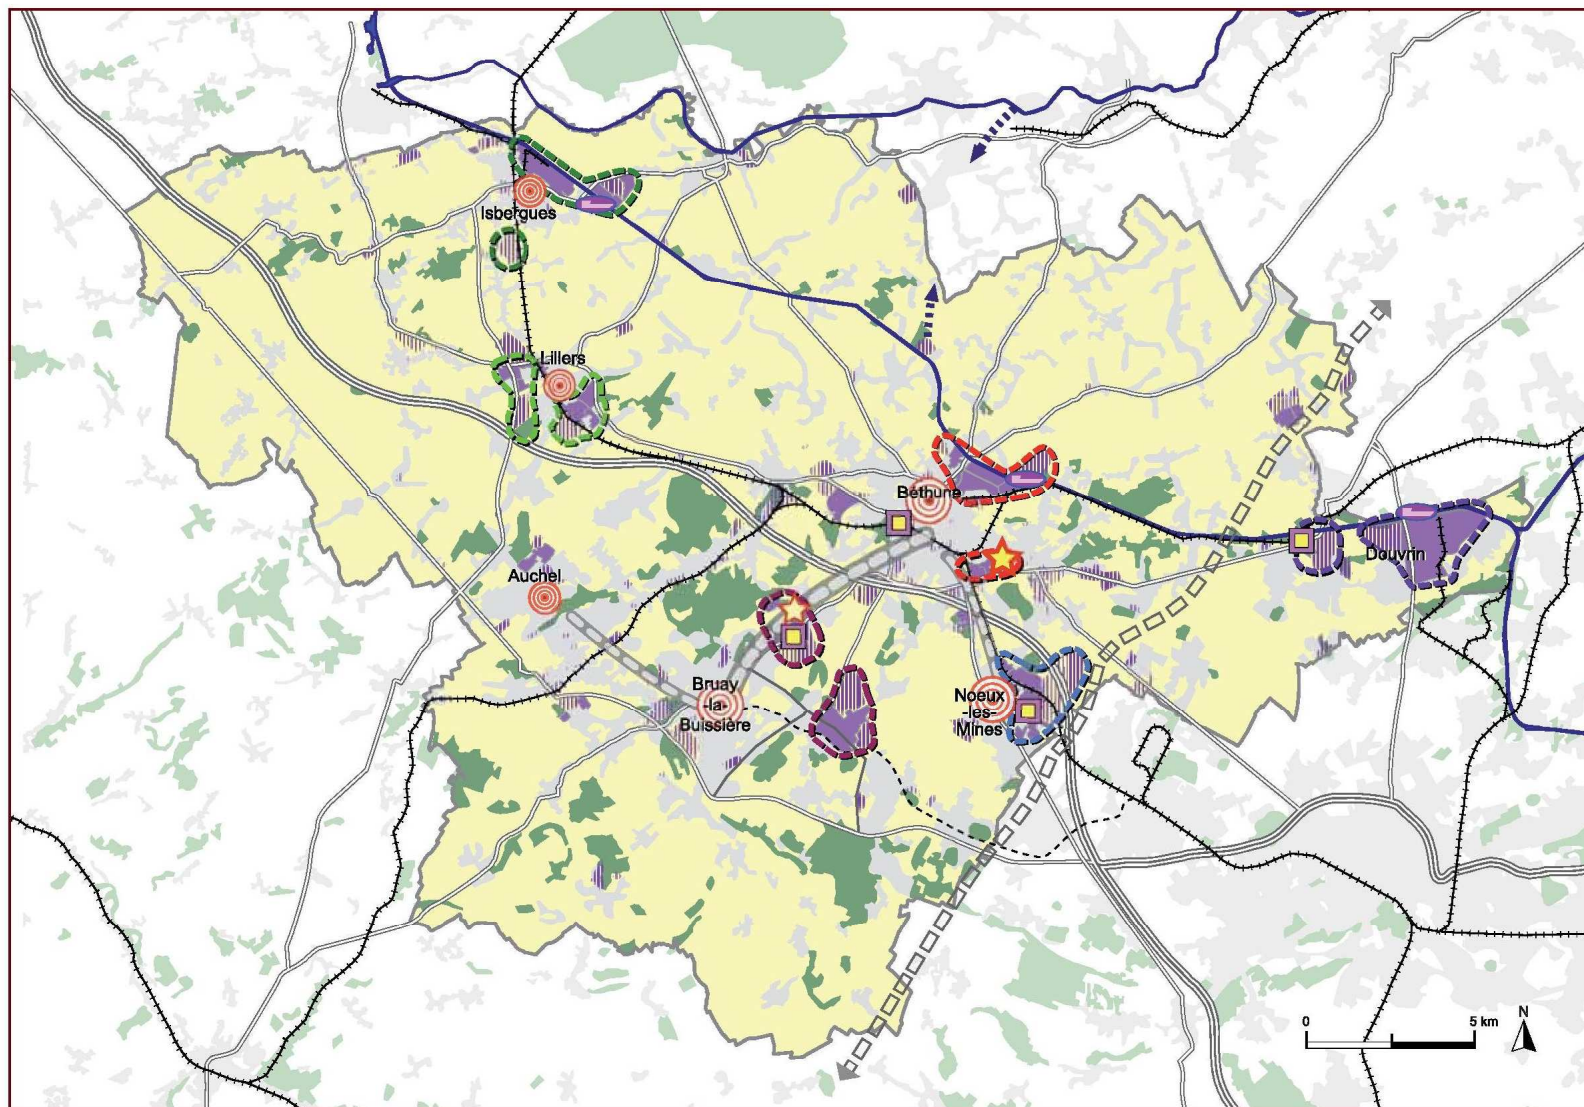 Isbergues
Lillers
Béthune
Douvrin
Auchel
Bruay
-la-
Buissière
Noeux
-les-
Mines
0
5 km
N